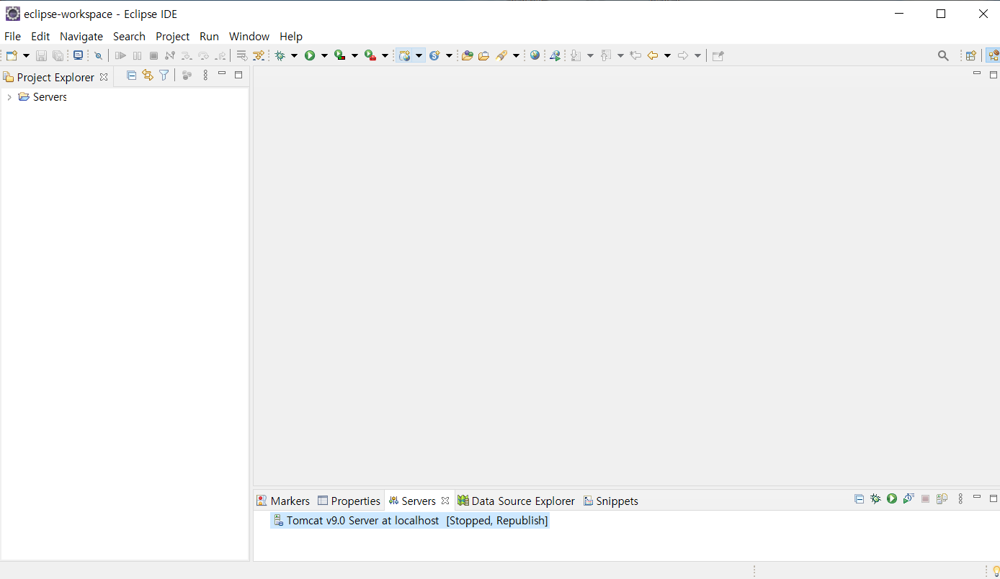 eclipse-workspace - Eclipse IDE
File Edit Navigate Search Project Run Window Help
Project Explorer
Servers
Markers Properties Servers Data Source Explorer Snippets
Tomcat v9.0 Server at localhost [Stopped, Republish]